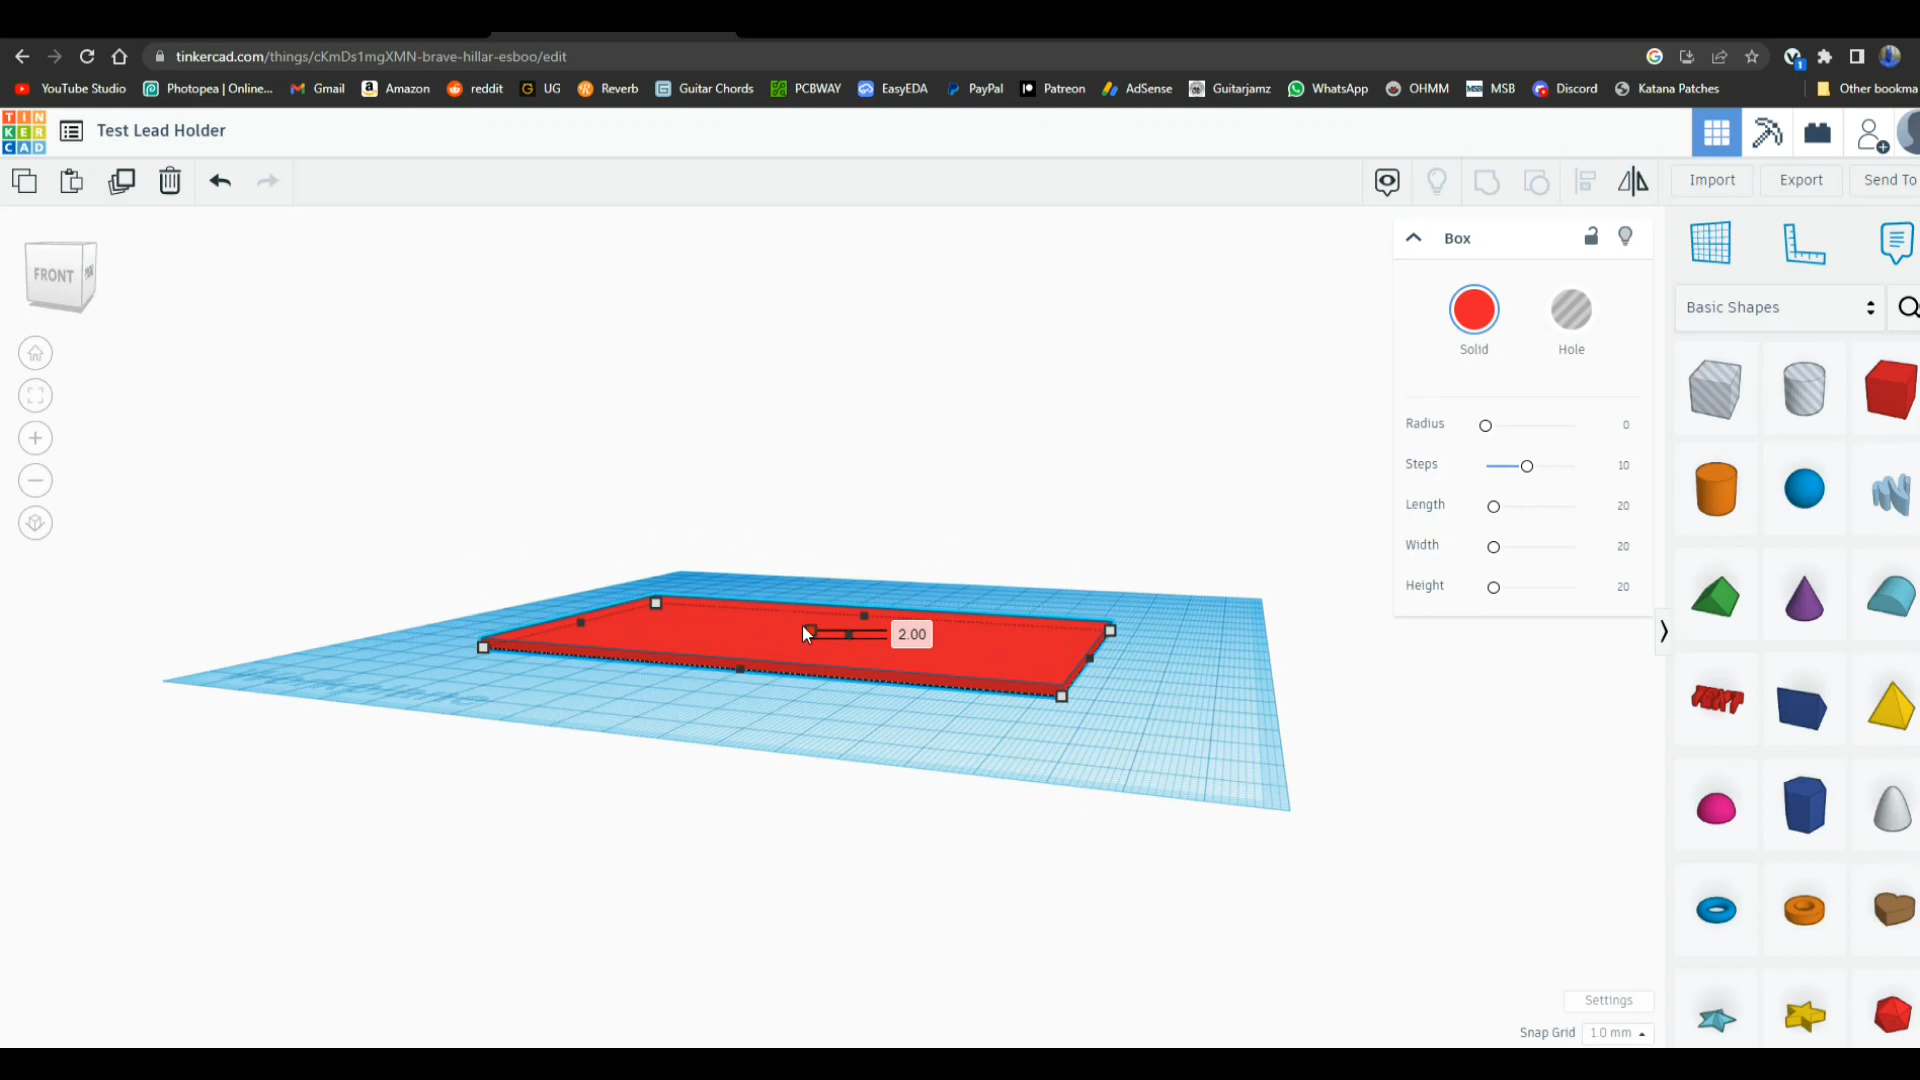 tinkercad.com/things/cKmDs1mgXMN-brave-hillar-esboo/edit
1
YouTube Studio Photopea | Online... Gmail Amazon reddit UG Reverb Guitar Chords PCBWAY EasyEDA PayPal Patreon AdSense Guitarjamz WhatsApp OHMM MSB Discord Katana Patches Other bookma
TIN
KER
CAD
Test Lead Holder
Import Export Send To
FRONT
Box
Solid Hole
Radius 0
Steps 10
Length 20
Width 20
Height 20
Basic Shapes
2.00
TEXT
Settings
Snap Grid 1.0 mm